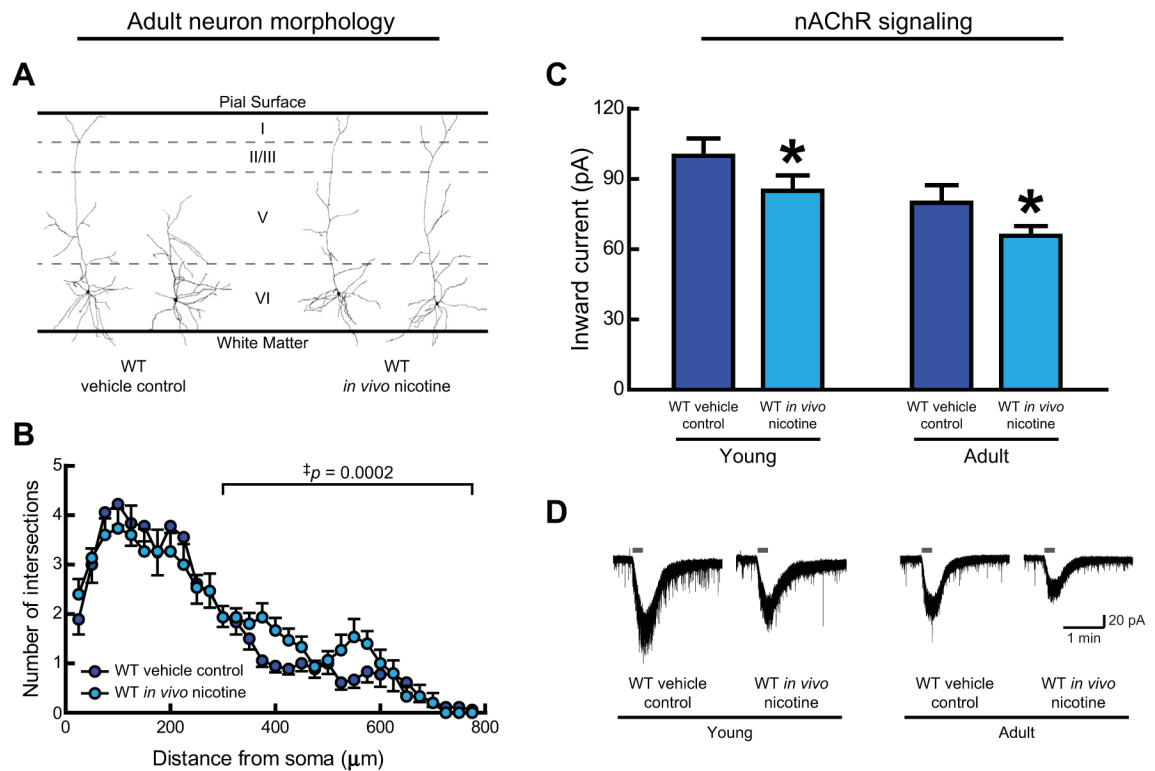 Adult neuron morphology
nAChR signaling
A
Pial Surface
I
II/III
V
VI
White Matter
WT
vehicle control
WT
in vivo nicotine
B
5
4
3
2
1
0
Number of intersections
‡p = 0.0002
WT vehicle control
WT in vivo nicotine
0
200
400
600
800
Distance from soma (μm)
C
120
90
60
30
0
Inward current (pA)
*
*
WT vehicle
control
WT in vivo
nicotine
WT vehicle
control
WT in vivo
nicotine
Young
Adult
D
20 pA
1 min
WT vehicle
control
WT in vivo
nicotine
WT vehicle
control
WT in vivo
nicotine
Young
Adult